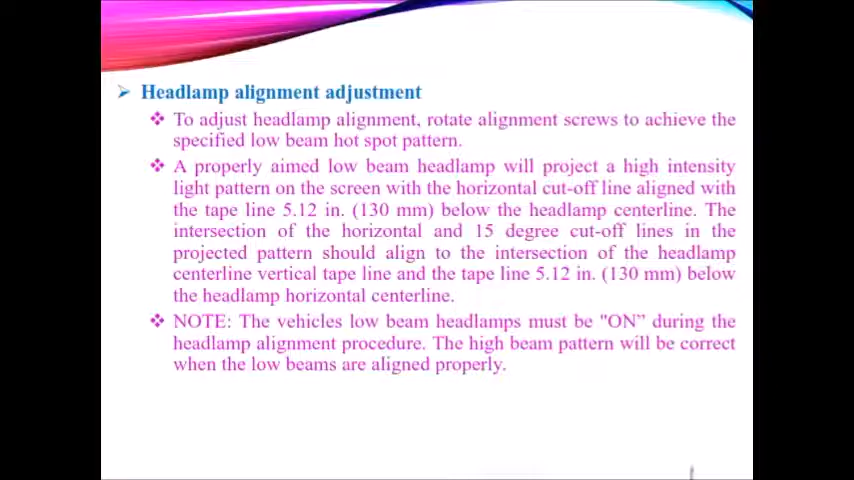 Headlamp alignment adjustment
To adjust headlamp alignment, rotate alignment screws to achieve the
specified low beam hot spot pattern.
A properly aimed low beam headlamp will project a high intensity
light pattern on the screen with the horizontal cut-off line aligned with
the tape line 5.12 in. (130 mm) below the headlamp centerline. The
intersection of the horizontal and 15 degree cut-off lines in the
projected pattern should align to the intersection of the headlamp
centerline vertical tape line and the tape line 5.12 in. (130 mm) below
the headlamp horizontal centerline.
NOTE: The vehicles low beam headlamps must be "ON” during the
headlamp alignment procedure. The high beam pattern will be correct
when the low beams are aligned properly.